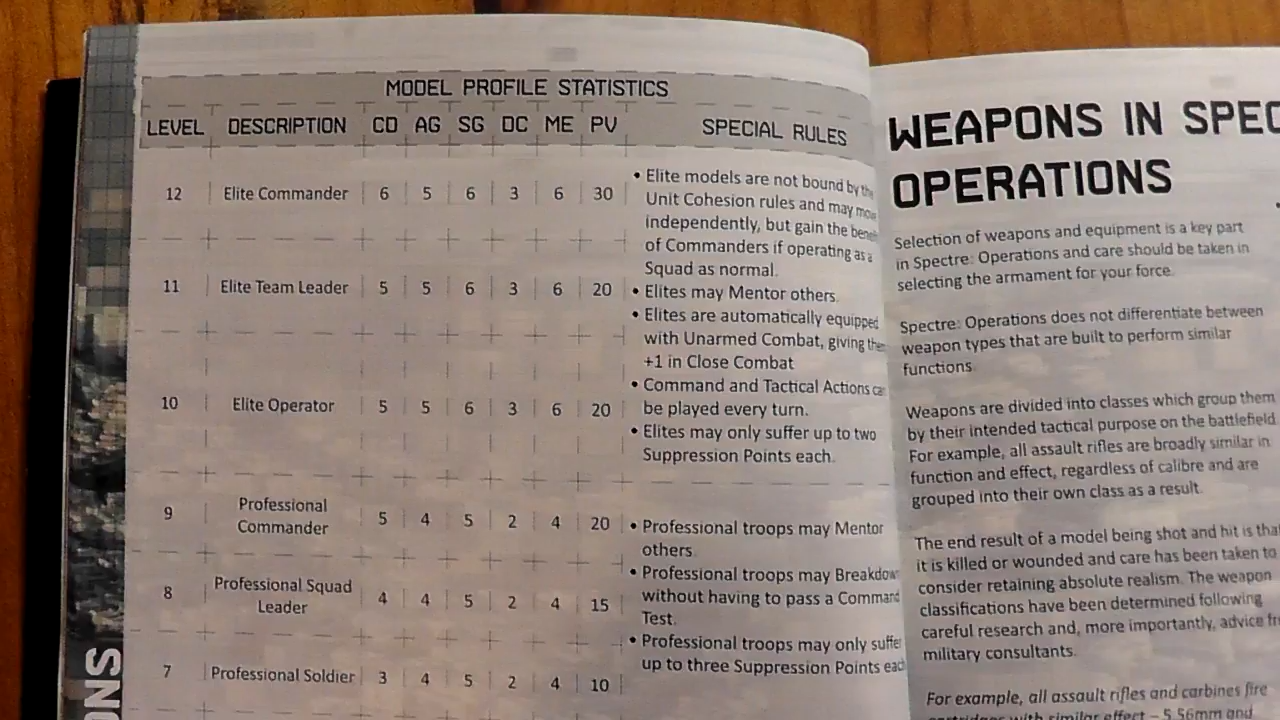 MODEL PROFILE STATISTICS
LEVEL DESCRIPTION CD AG SG DC ME PV SPECIAL RULES
12 Elite Commander 6 5 6 3 6 30
11 Elite Team Leader 5 5 6 3 6 20
10 Elite Operator 5 5 6 3 6 20
• Elite models are not bound by the
Unit Cohesion rules and may
independently, but gain the
of Commanders if operating as a
Squad as normal.
• Elites may Mentor others.
• Elites are automatically equipped
with Unarmed Combat, giving
+1 in Close Combat
• Command and Tactical Actions
be played every turn.
• Elites may only suffer up to two
Suppression Points each.
9 Professional
Commander 5 4 5 2 4 20
8 Professional Squad
Leader 4 4 5 2 4 15
7 Professional Soldier 3 4 5 2 4 10
• Professional troops may Mentor
others.
• Professional troops may
without having to pass a Command
Test.
• Professional troops may only
up to three Suppression Points
ONS
WEAPONS IN SPEC
OPERATIONS
Selection of weapons and equipment is a key part
in Spectre: Operations and care should be taken in
selecting the armament for your force.
Spectre: Operations does not differentiate between
weapon types that are built to perform similar
functions.
Weapons are divided into classes which group them
by their intended tactical purpose on the battlefield.
For example, all assault rifles are broadly similar in
function and effect, regardless of calibre and are
grouped into their own class as a result.
The end result of a model being shot and hit is that
it is killed or wounded and care has been taken to
consider retaining absolute realism. The weapon
classifications have been determined following
careful research and, more importantly, advice
military consultants.
For example, all assault rifles and carbines fire
with similar effect – 5.56mm and